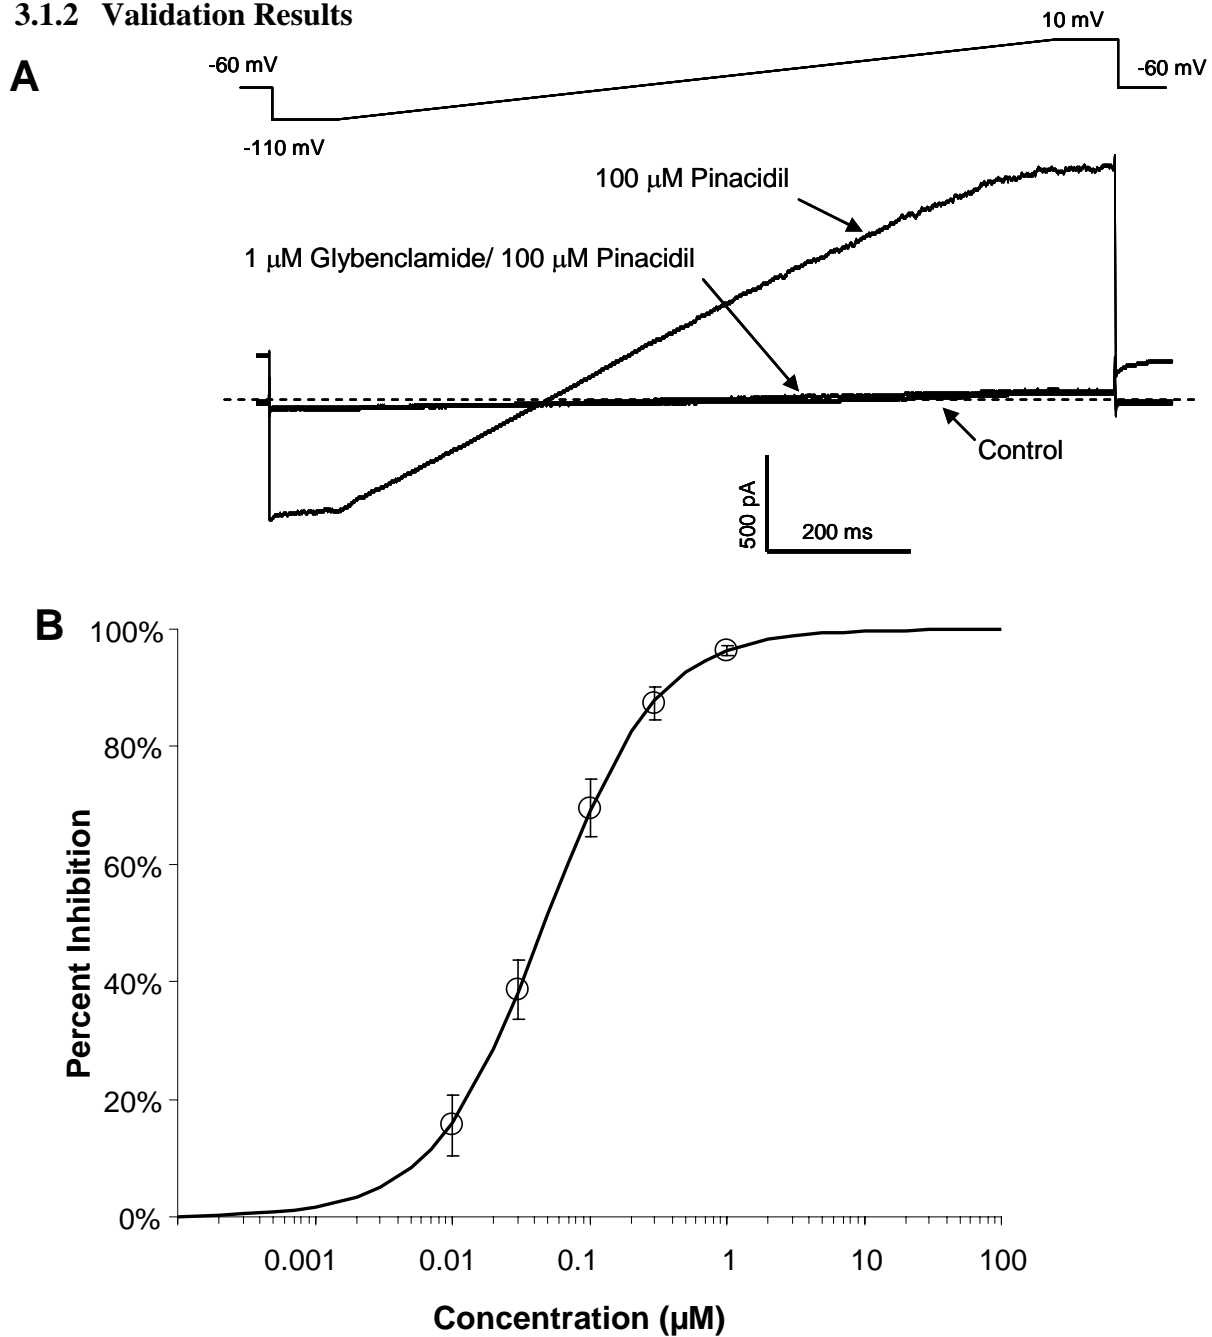 3.1.2 Validation Results
A
-60 mV
10 mV
-60 mV
-110 mV
100 μM Pinacidil
1 μM Glybenclamide/ 100 μM Pinacidil
Control
500 pA
200 ms
B
100%
80%
60%
40%
20%
0%
Percent Inhibition
0.001 0.01 0.1 1 10 100
Concentration (µM)